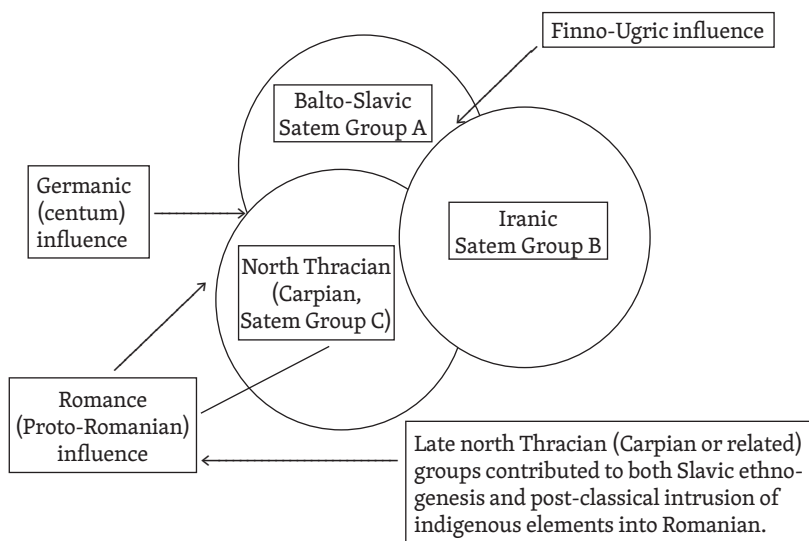 Finno-Ugric influence
Balto-Slavic
Satem Group A
Germanic
(centum)
influence
Iranic
Satem Group B
North Thracian
(Carpian,
Satem Group C)
Romance
(Proto-Romanian)
influence
Late north Thracian (Carpian or related)
groups contributed to both Slavic ethno-
genesis and post-classical intrusion of
indigenous elements into Romanian.